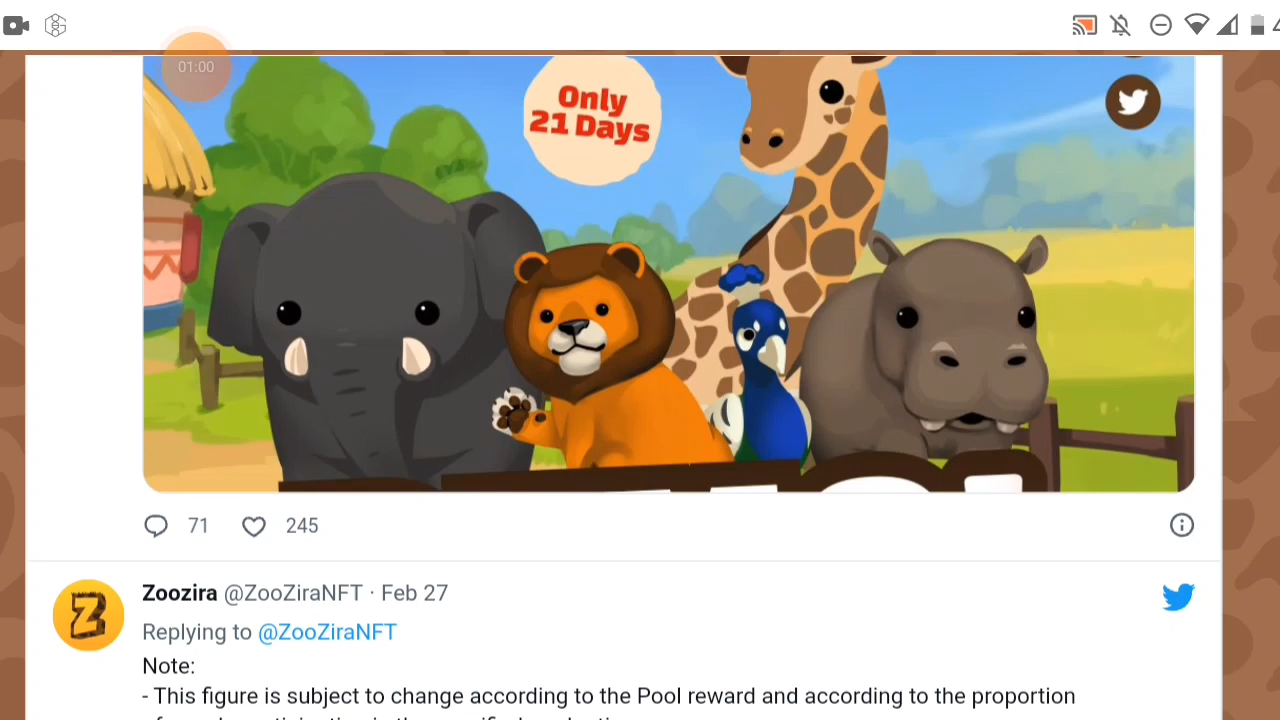 01:00
Only
21 Days
71 245
Zoozira @ZooZiraNFT · Feb 27
Replying to @ZooZiraNFT
Note:
- This figure is subject to change according to the Pool reward and according to the proportion